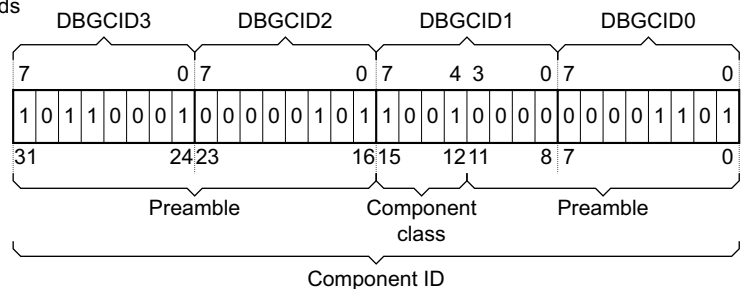 ds
DBGCID3 DBGCID2 DBGCID1 DBGCID0
7 0 7 0 7 4 3 0 7 0
1 0 1 1 0 0 0 1 0 0 0 0 0 1 0 1 1 0 0 1 0 0 0 0 0 0 0 0 1 1 0 1
31 24 23 16 15 12 11 8 7 0
Preamble Component Preamble
class
Component ID